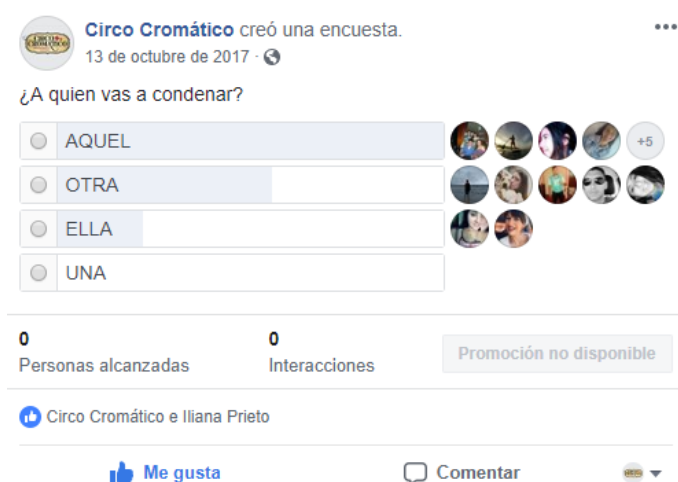 Circo Cromático creó una encuesta.
13 de octubre de 2017 ·
¿A quien vas a condenar?
AQUEL
+5
OTRA
ELLA
UNA
0
0
Personas alcanzadas
Interacciones
Promoción no disponible
Circo Cromático e Iliana Prieto
Me gusta
Comentar